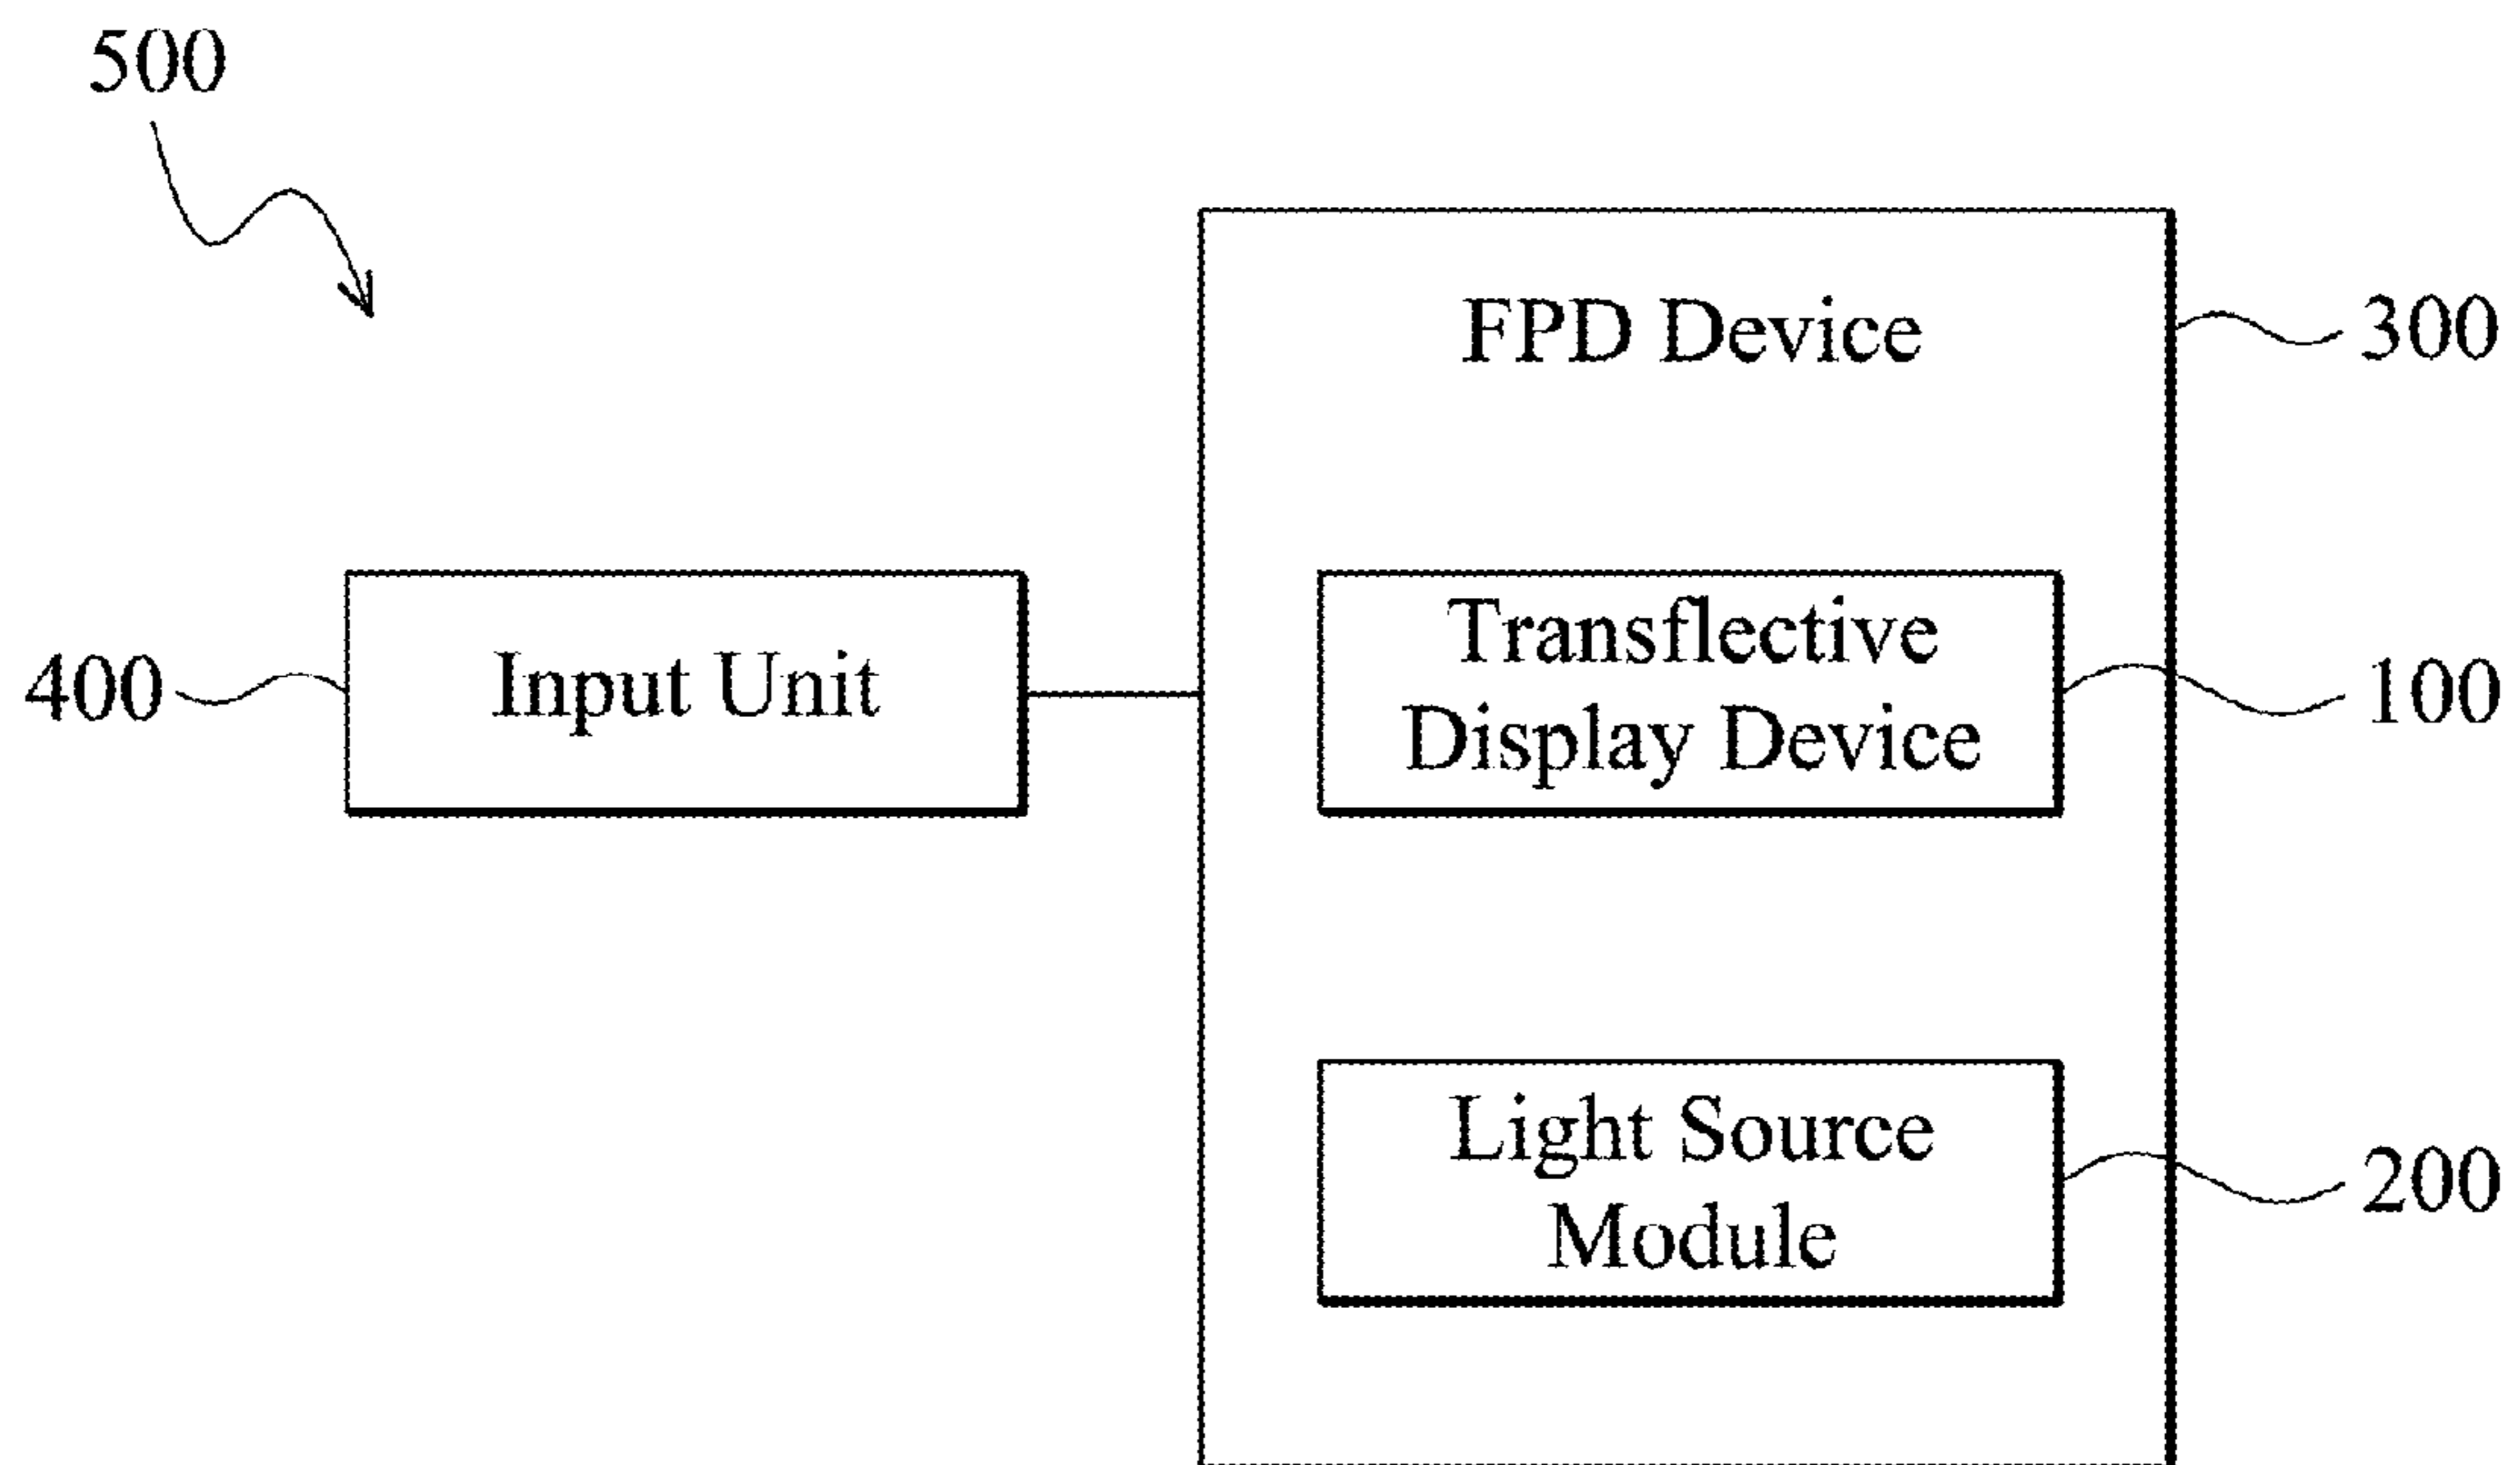 500
FPD Device
300
400
Input Unit
Transflective
Display Device
100
Light Source
Module
200